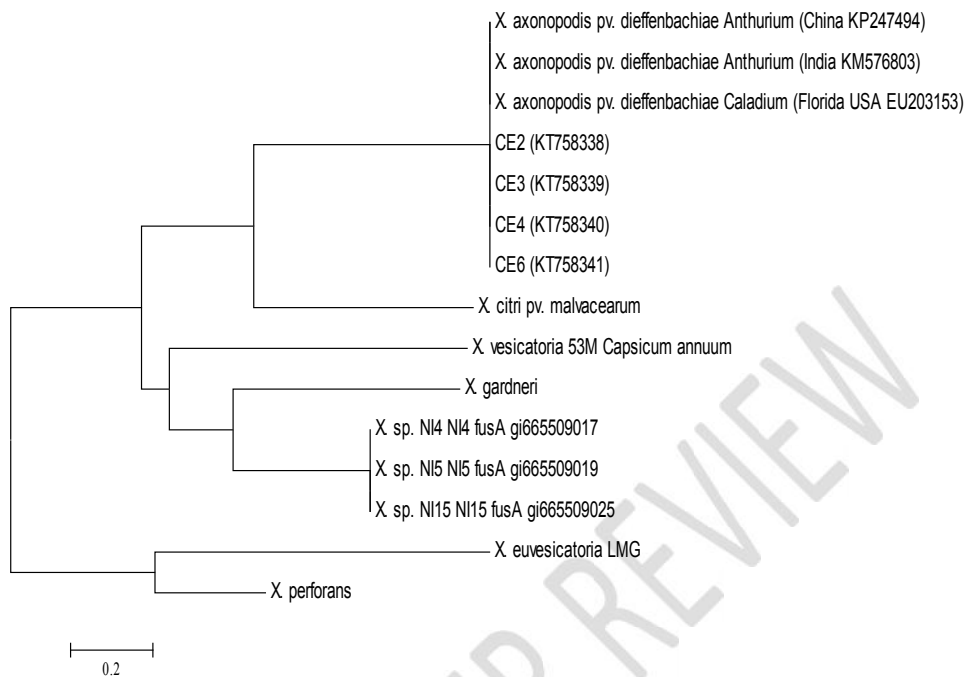 X. axonopodis pv. dieffenbachiae Anthurium (China KP247494)
X. axonopodis pv. dieffenbachiae Anthurium (India KM576803)
X. axonopodis pv. dieffenbachiae Caladium (Florida USA EU203153)
CE2 (KT758338)
CE3 (KT758339)
CE4 (KT758340)
CE6 (KT758341)
X. citri pv. malvacearum
X. vesicatoria 53M Capsicum annuum
X. gardneri
X. sp. NI4 NI4 fusA gi665509017
X. sp. NI5 NI5 fusA gi665509019
X. sp. NI15 NI15 fusA gi665509025
X. euvesicatoria LMG
X. perforans
0.2
REVIEW